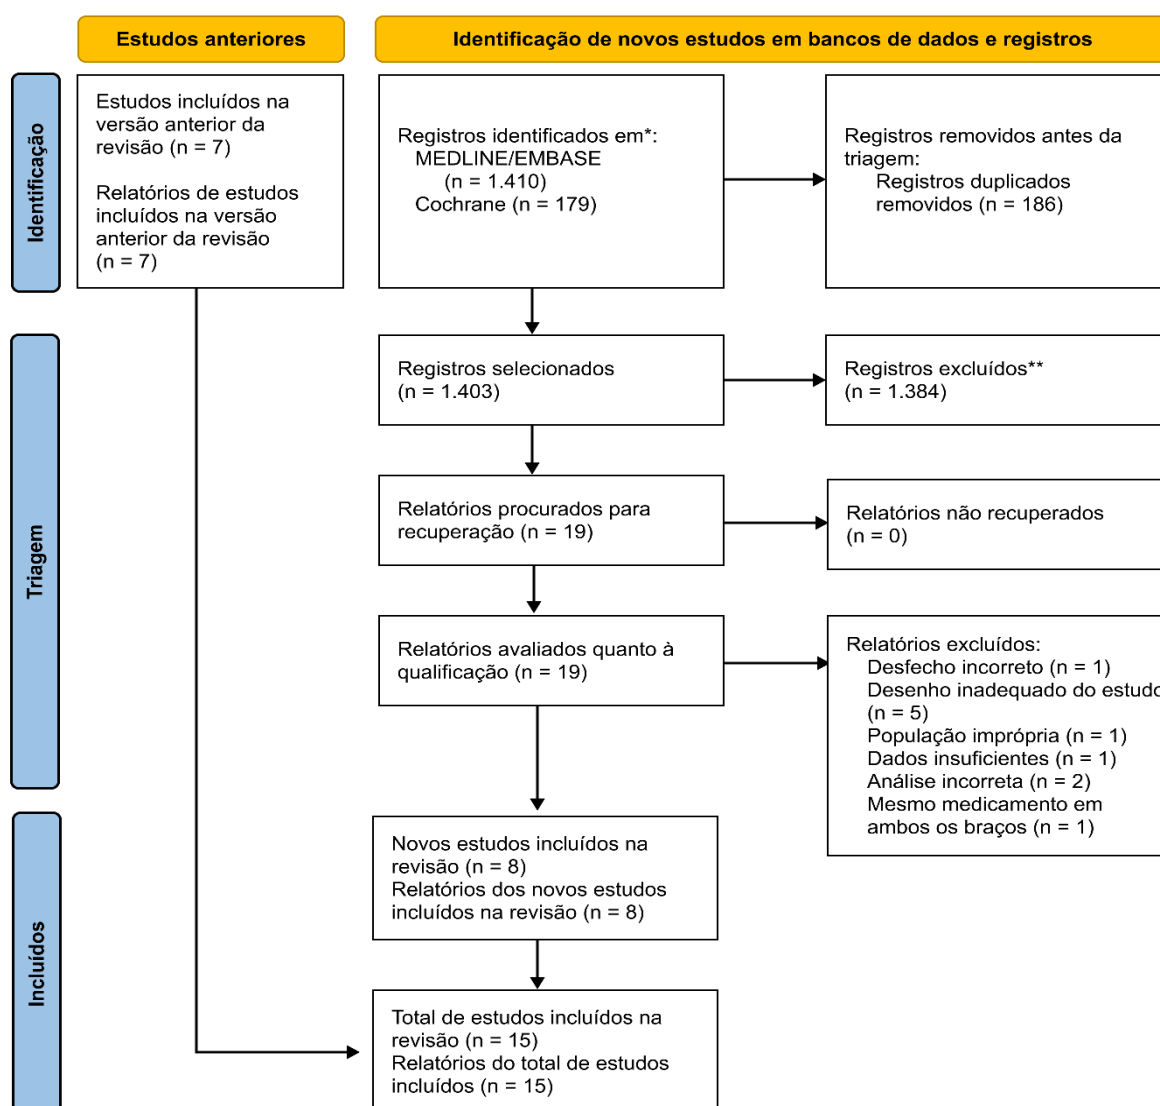 Estudos anteriores
Identificação de novos estudos em bancos de dados e registros
Identificação
Estudos incluídos na
versão anterior da
revisão (n = 7)
Relatórios de estudos
incluídos na versão
anterior da revisão
(n = 7)
Registros identificados em*:
MEDLINE/EMBASE
(n = 1.410)
Cochrane (n = 179)
Registros removidos antes da
triagem:
Registros duplicados
removidos (n = 186)
Triagem
Registros selecionados
(n = 1.403)
Registros excluídos**
(n = 1.384)
Relatórios procurados para
recuperação (n = 19)
Relatórios não recuperados
(n = 0)
Relatórios avaliados quanto à
qualificação (n = 19)
Relatórios excluídos:
Desfecho incorreto (n = 1)
Desenho inadequado do estudo
(n = 5)
População imprópria (n = 1)
Dados insuficientes (n = 1)
Análise incorreta (n = 2)
Mesmo medicamento em
ambos os braços (n = 1)
Incluídos
Novos estudos incluídos na
revisão (n = 8)
Relatórios dos novos estudos
incluídos na revisão (n = 8)
Total de estudos incluídos na
revisão (n = 15)
Relatórios do total de estudos
incluídos (n = 15)